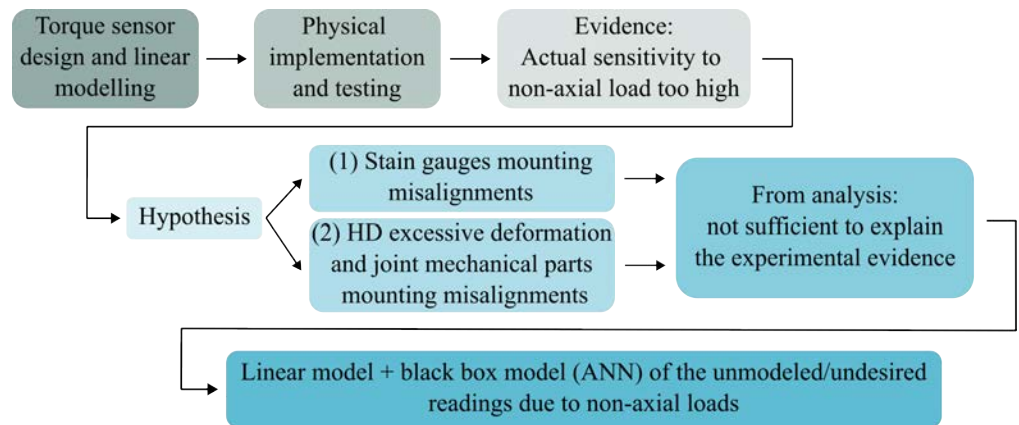 Torque sensor
design and linear
modelling
Physical
implementation
and testing
Evidence:
Actual sensitivity to
non-axial load too high
Hypothesis
(1) Stain gauges mounting
misalignments
(2) HD excessive deformation
and joint mechanical parts
mounting misalignments
From analysis:
not sufficient to explain
the experimental evidence
Linear model + black box model (ANN) of the unmodeled/undesired
readings due to non-axial loads